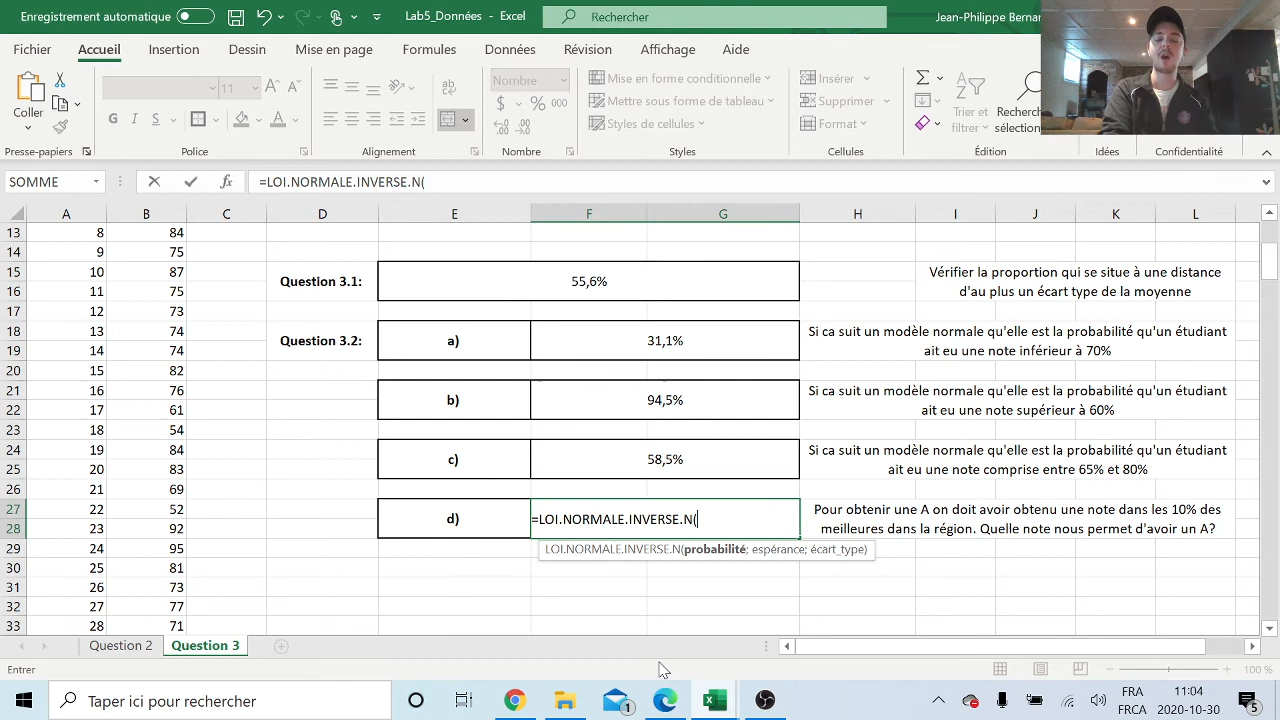 Enregistrement automatique
Lab5_Données - Excel
Rechercher
Jean-Philippe Bernar
Fichier Accueil Insertion Dessin Mise en page Formules Données Révision Affichage Aide
Coller
11
Nombre
Mise en forme conditionnelle
Mettre sous forme de tableau
Styles de cellules
Insérer
Supprimer
Format
Trier et
filtrer
Recherch
sélection
G I S
$ % 000
Presse-papiers Police Alignement Nombre Styles Cellules Édition Idées Confidentialité
SOMME
=LOI.NORMALE.INVERSE.N(
A B C D E F G H I J K L
13 8 84
14 9 75
15 10 87
16 11 75
17 12 73
18 13 74
19 14 74
20 15 82
21 16 76
22 17 61
23 18 54
24 19 84
25 20 83
26 21 69
27 22 52
28 23 92
29 24 95
30 25 81
31 26 73
32 27 77
33 28 71
Question 3.1:
55,6%
Vérifier la proportion qui se situe à une distance
d'au plus un écart type de la moyenne
Question 3.2:
a)
31,1%
Si ca suit un modèle normale qu'elle est la probabilité qu'un étudiant
ait eu une note inférieur à 70%
b)
94,5%
Si ca suit un modèle normale qu'elle est la probabilité qu'un étudiant
ait eu une note supérieur à 60%
c)
58,5%
Si ca suit un modèle normale qu'elle est la probabilité qu'un étudiant
ait eu une note comprise entre 65% et 80%
d)
=LOI.NORMALE.INVERSE.N(
Pour obtenir une A on doit avoir obtenu une note dans les 10% des
meilleures dans la région. Quelle note nous permet d'avoir un A?
LOI.NORMALE.INVERSE.N(probabilité; espérance; écart_type)
Question 2 Question 3
Entrer
100 %
Taper ici pour rechercher
1
FRA
FRCA
11:04
2020-10-30
5